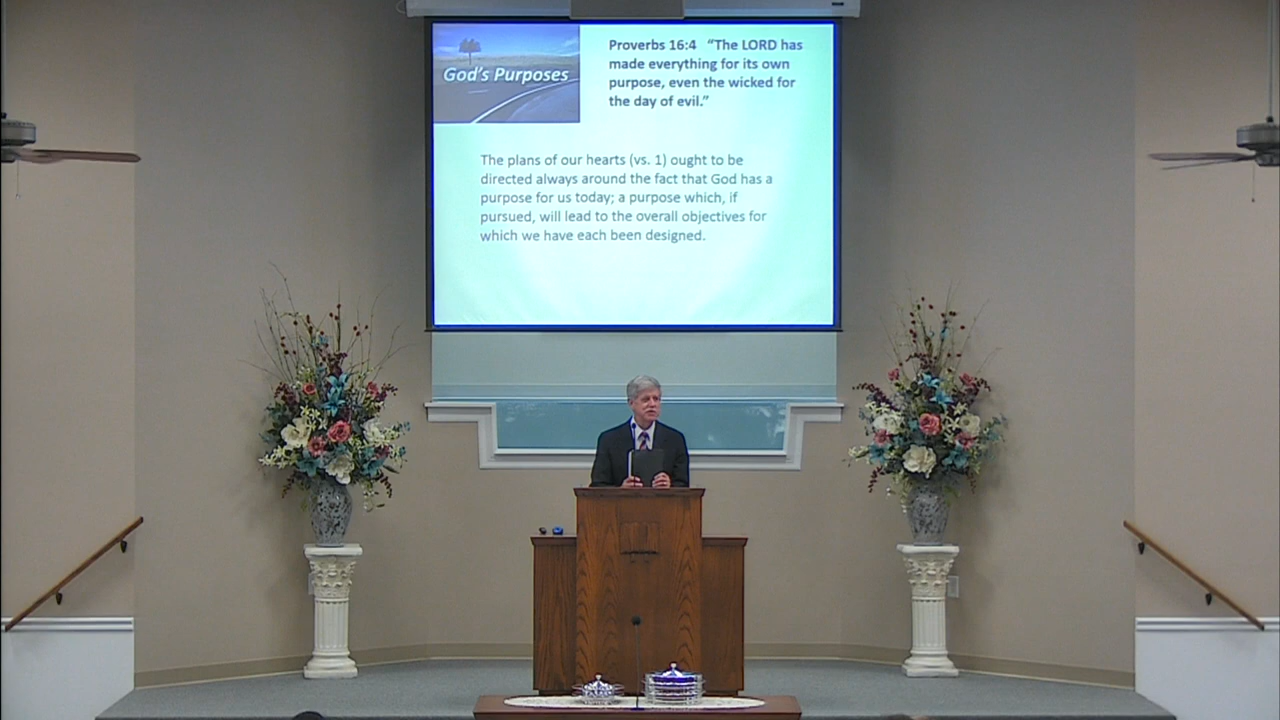 God's Purposes
Proverbs 16:4 “The LORD has
made everything for its own
purpose, even the wicked for
the day of evil.”
The plans of our hearts (vs. 1) ought to be
directed always around the fact that God has a
purpose for us today; a purpose which, if
pursued, will lead to the overall objectives for
which we have each been designed.